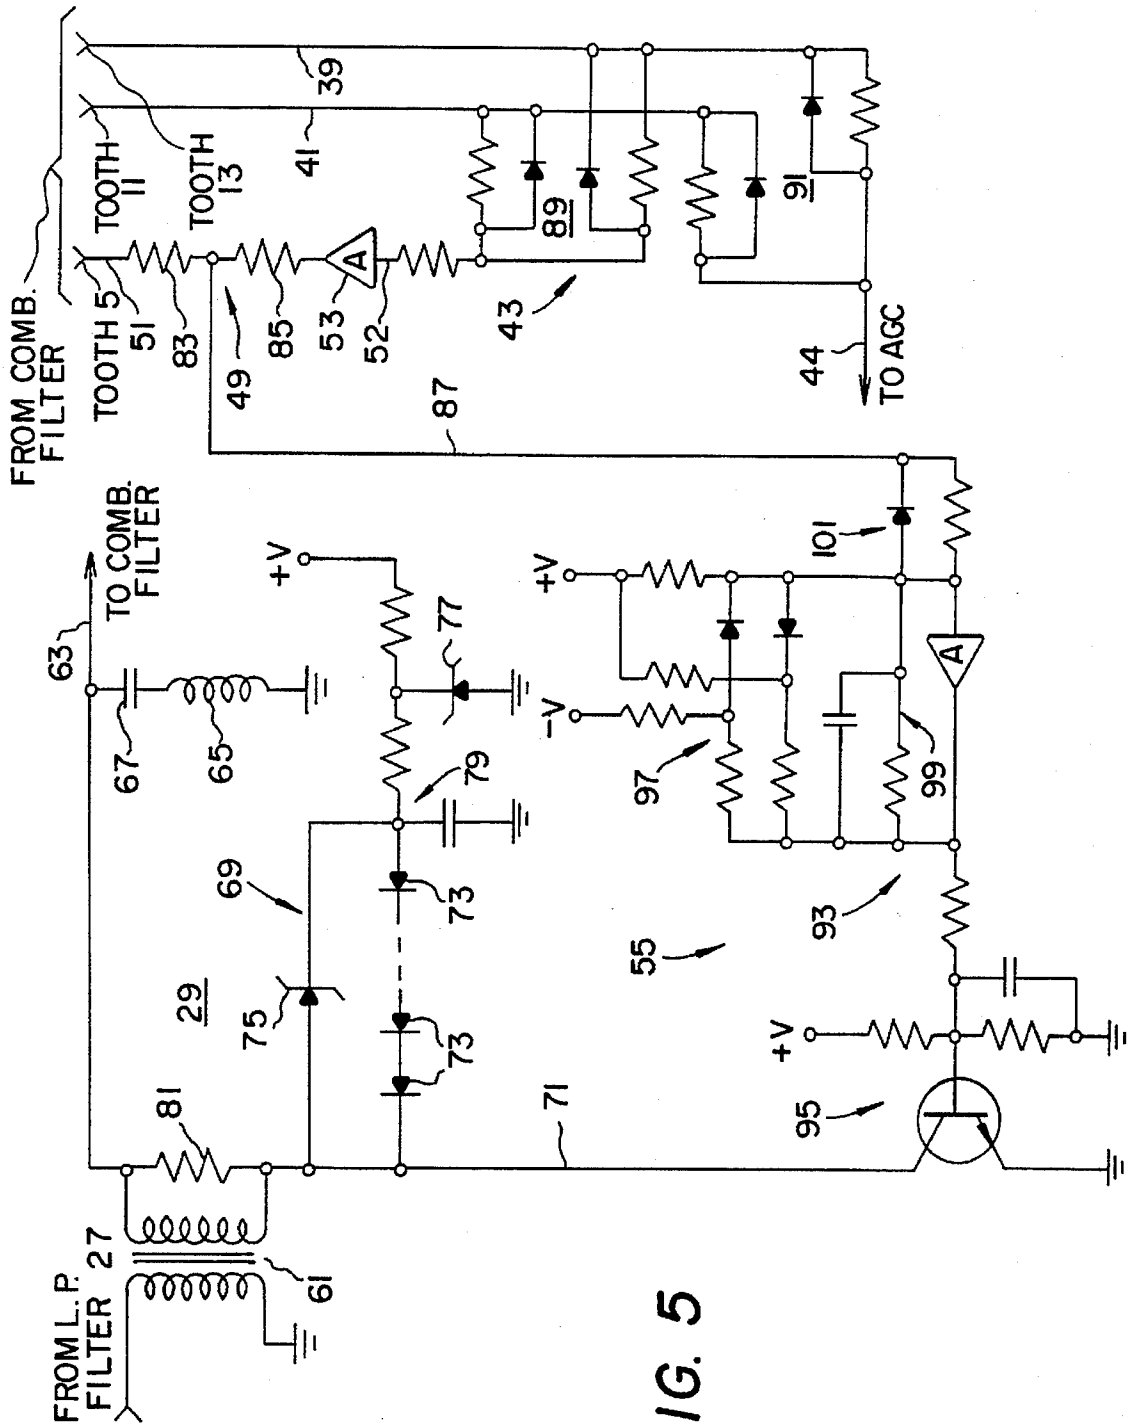 FROM COMB.
FILTER
TOOTH 5
TOOTH
11
TOOTH
13
51
83
49
85
53
A
52
41
39
89
43
91
44
TO AGC
87
63
TO COMB.
FILTER
67
65
+V
77
79
69
73
73
75
29
81
71
FROM L.P.
FILTER 27
61
+V
-V
97
101
99
A
93
55
+V
95
IG. 5